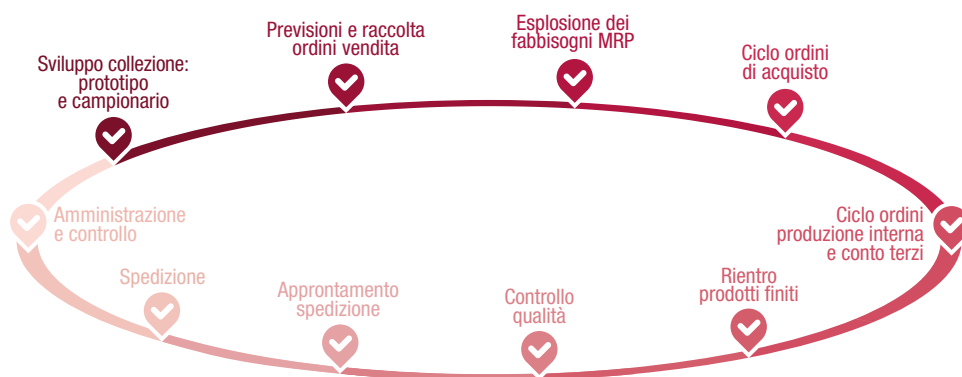 Sviluppo collezione:
prototipo
e campionario
Previsioni e raccolta
ordini vendita
Esplosione dei
fabbisogni MRP
Ciclo ordini
di acquisto
Ciclo ordini
produzione interna
e conto terzi
Rientro
prodotti finiti
Controllo
qualità
Approntamento
spedizione
Spedizione
Amministrazione
e controllo